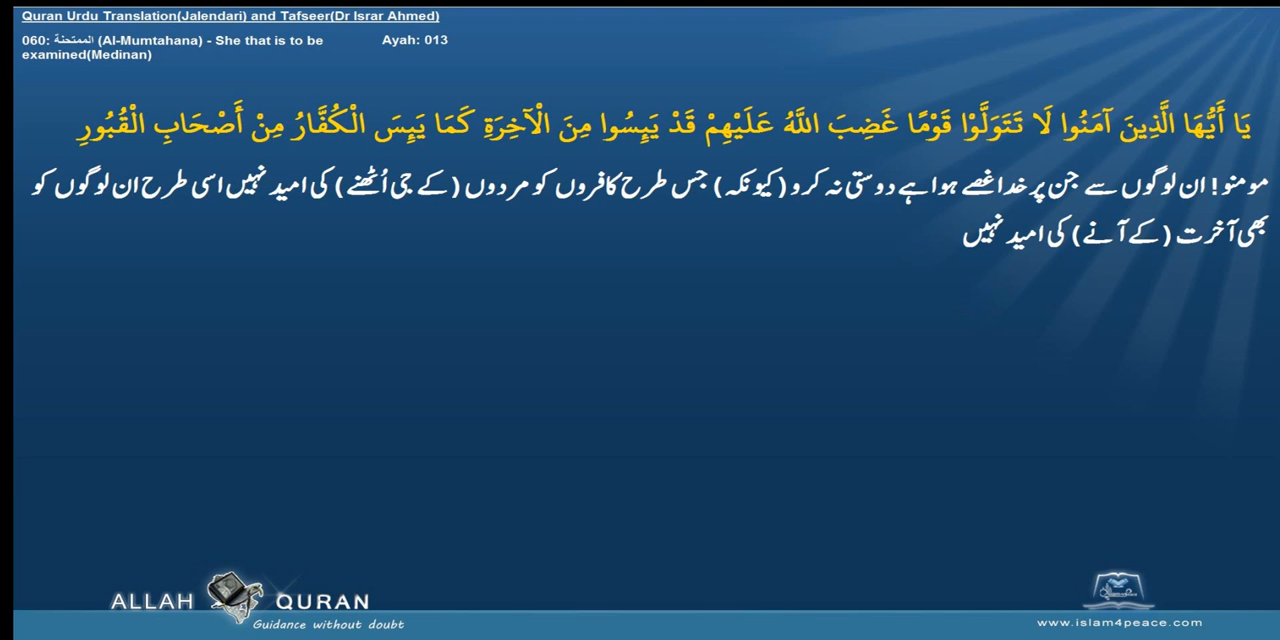 Quran Urdu Translation(Jalendari) and Tafseer(Dr Israr Ahmed)
060: الممتحنة (Al-Mumtahana) - She that is to be examined(Medinan)
Ayah: 013
يَا أَيُّهَا الَّذِينَ آمَنُوا لَا تَتَوَلَّوْا قَوْمًا غَضِبَ اللَّهُ عَلَيْهِمْ قَدْ يَئِسُوا مِنَ الْآخِرَةِ كَمَا يَئِسَ الْكُفَّارُ مِنْ أَصْحَابِ الْقُبُورِ
مومنو! ان لوگوں سے جن پر خدا غصے ہوا ہے دوستی نہ کرو (کیونکہ) جس طرح کافروں کو مردوں (کے جی اُٹھنے) کی امید نہیں اسی طرح ان لوگوں کو
بھی آخرت (کے آنے) کی امید نہیں
ALLAH QURAN
Guidance without doubt
www.islam4peace.com